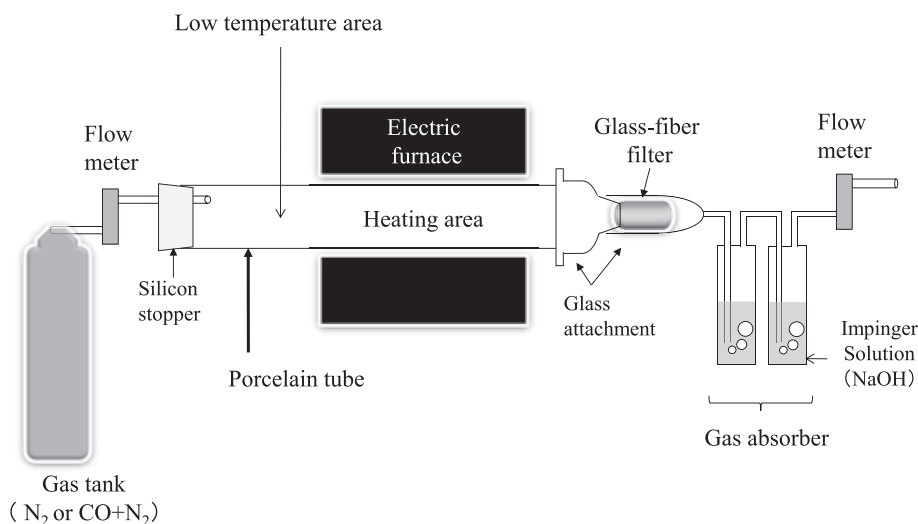 Low temperature area
Flow
meter
Electric
furnace
Glass-fiber
filter
Flow
meter
Heating area
Silicon
stopper
Glass
attachment
Porcelain tube
Impinger
Solution
（NaOH）
Gas absorber
Gas tank
（ N₂ or CO+N₂）